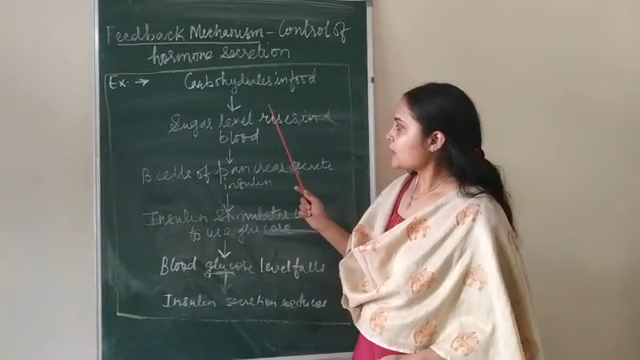 Feedback Mechanism - Control of
hormone secretion
Ex. → Carbohydrates in food
↓
Sugar level rises in
blood
↓
B cells of pancreas secrete
insulin
↓
Insulin stimulates
to use glucose
↓
Blood glucose level falls
↓
Insulin secretion reduces